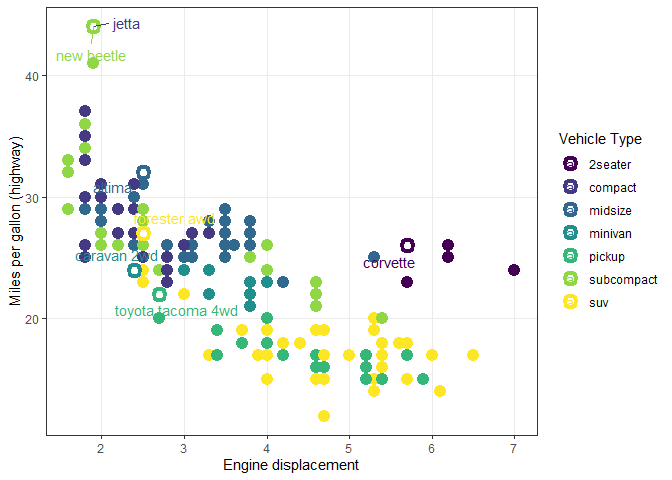 jetta
new beetle
altima
forester awd
caravan 2wd
corvette
toyota tacoma 4wd
40
30
20
2
3
4
5
6
7
Engine displacement
Miles per gallon (highway)
Vehicle Type
a 2seater
a compact
a midsize
a minivan
a pickup
a subcompact
a suv